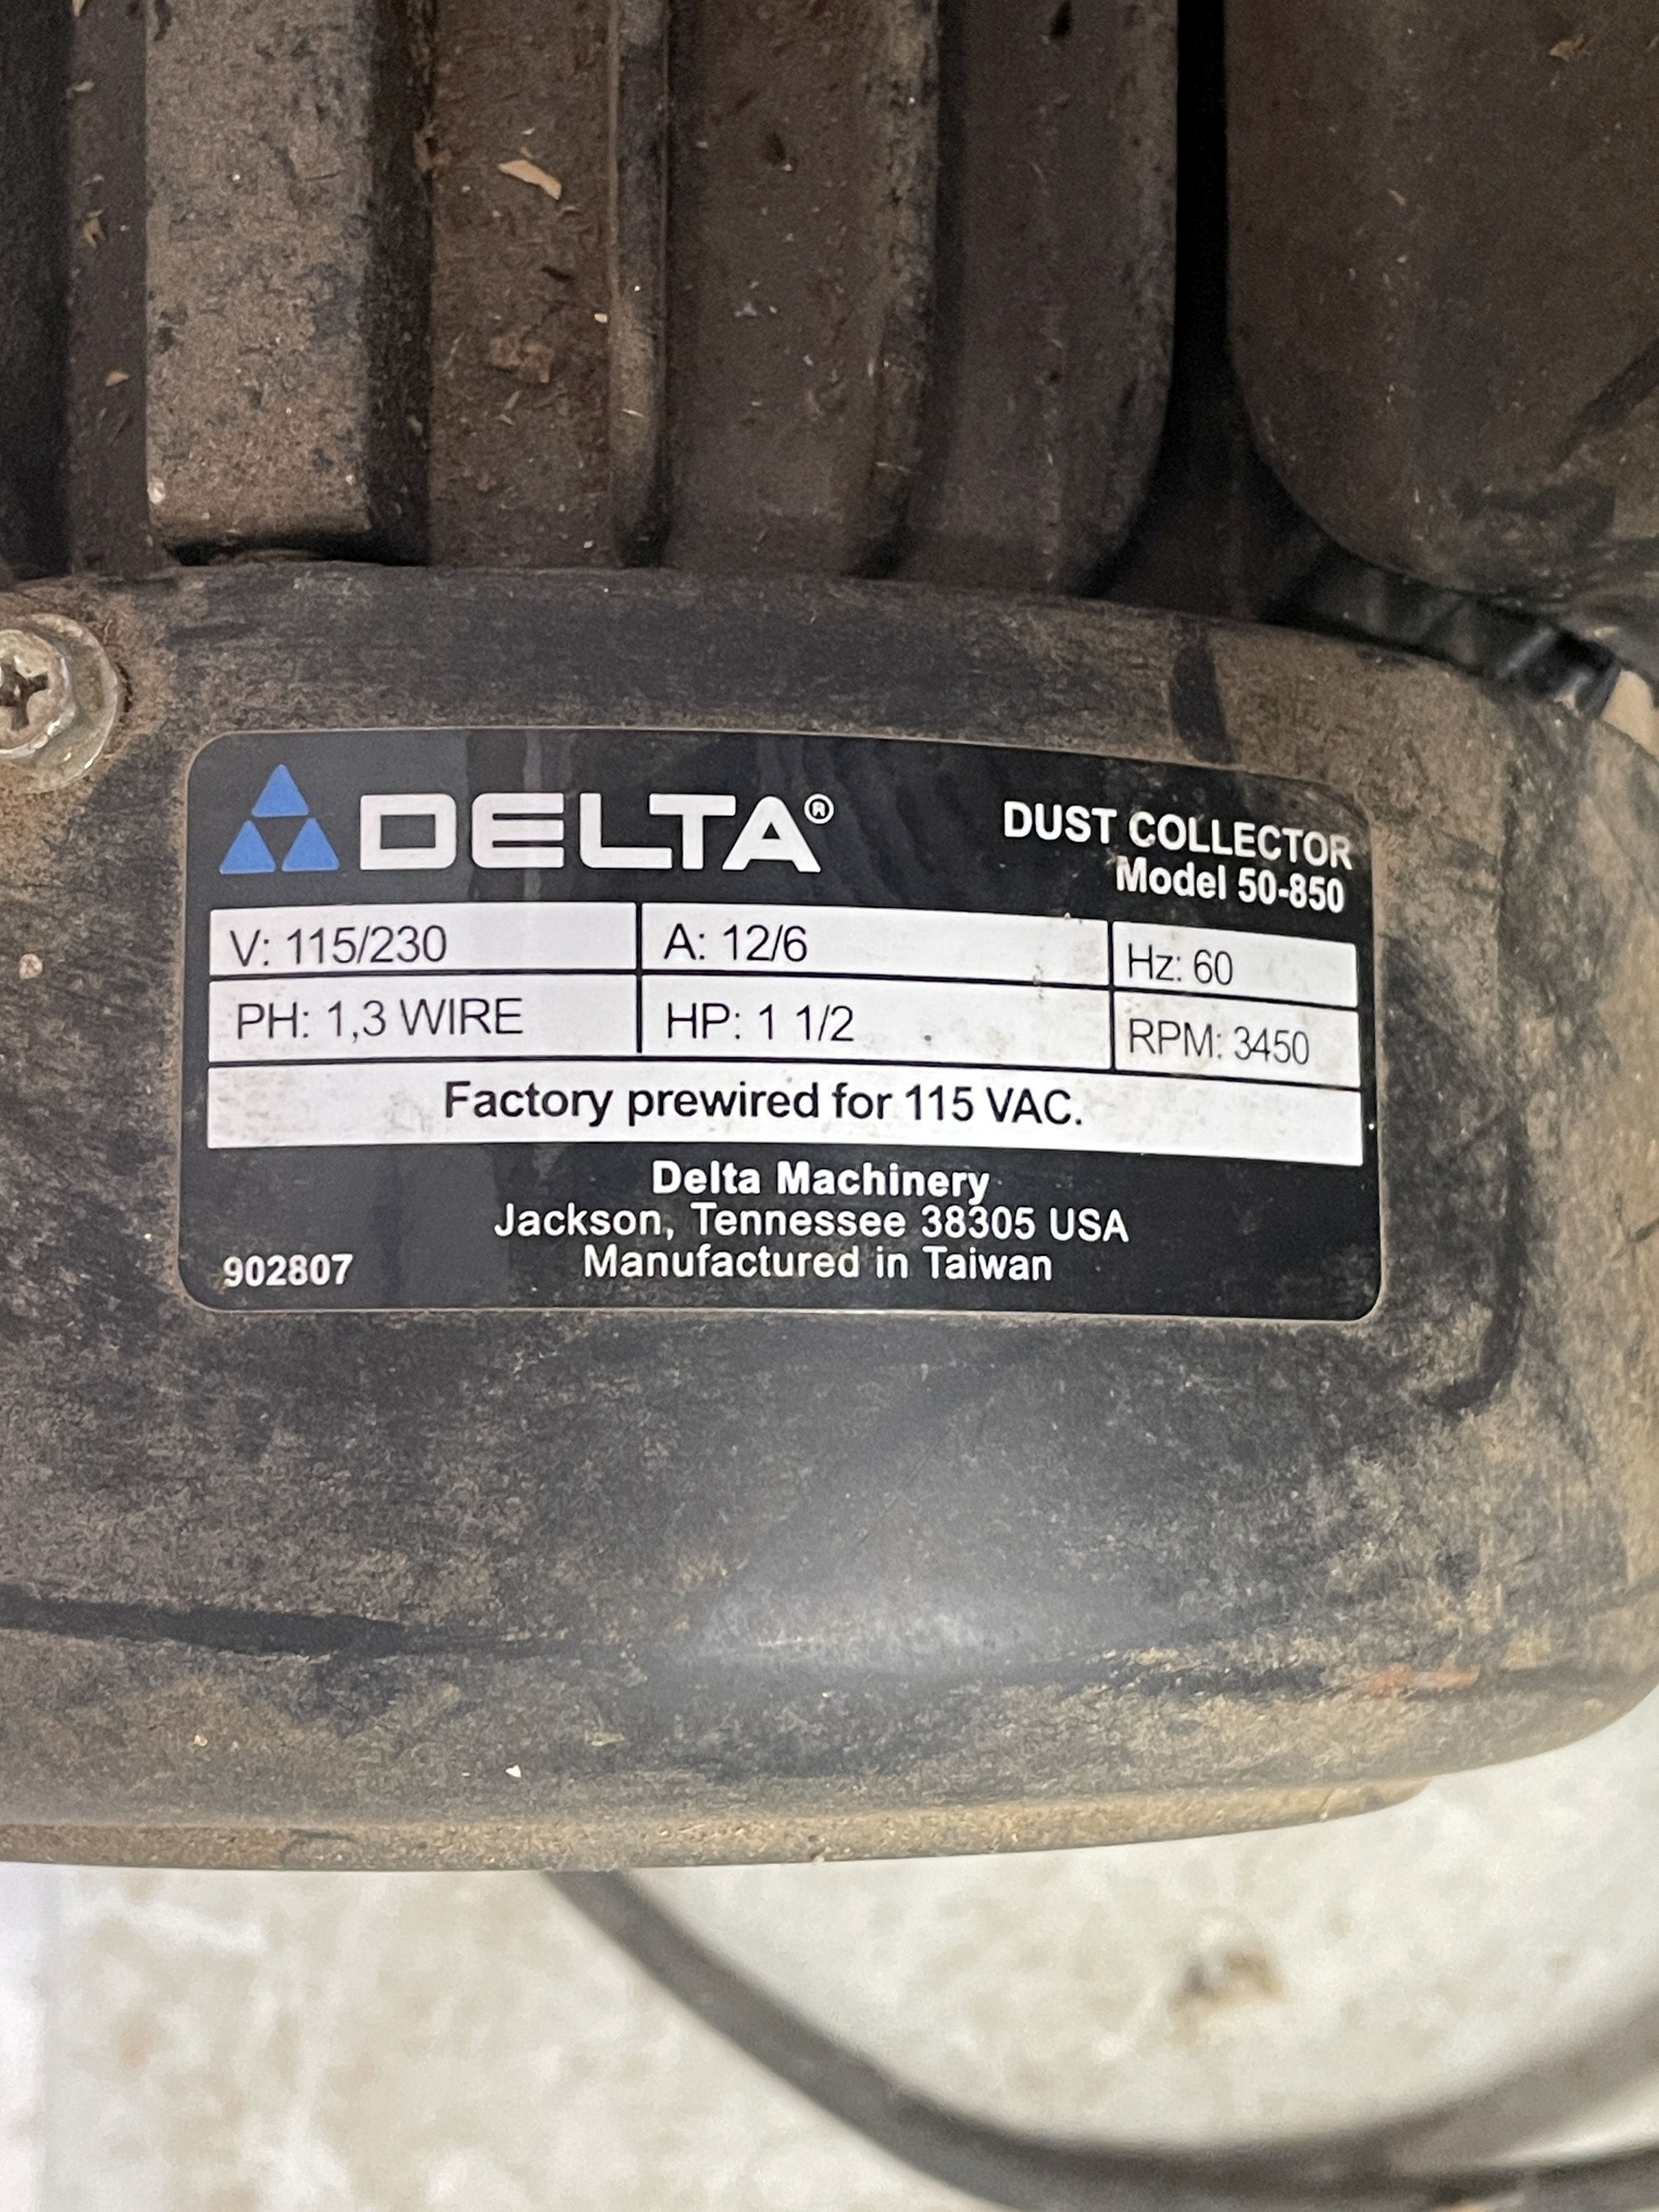 DELTA®
DUST COLLECTOR
Model 50-850
V: 115/230 A: 12/6 Hz: 60
PH: 1,3 WIRE HP: 1 1/2 RPM: 3450
Factory prewired for 115 VAC.
Delta Machinery
Jackson, Tennessee 38305 USA
Manufactured in Taiwan
902807